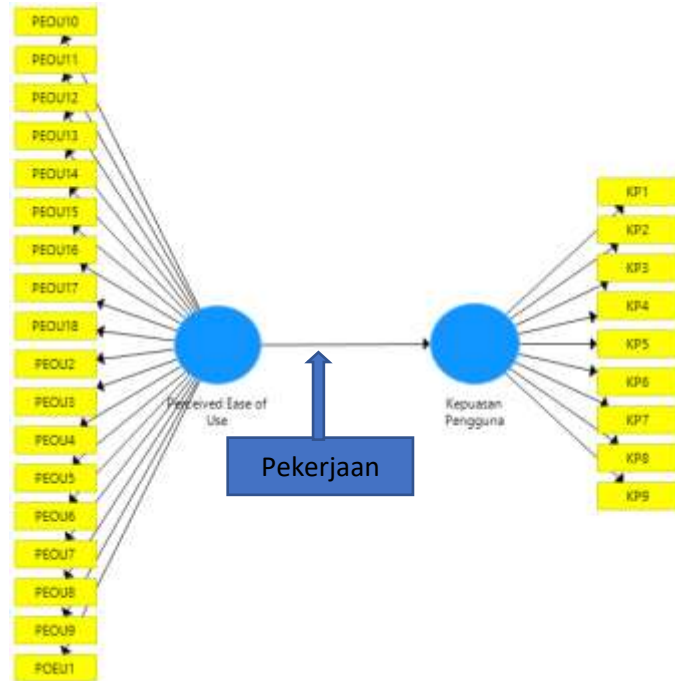 PEOU10
PEOU11
PEOU12
PEOU13
PEOU14
PEOU15
PEOU16
PEOU17
PEOU18
PEOU2
PEOU3
PEOU4
PEOU5
PEOU6
PEOU7
PEOU8
PEOU9
POEU1
Perceived Ease of
Use
Pekerjaan
Kepuasan
Pengguna
KP1
KP2
KP3
KP4
KP5
KP6
KP7
KP8
KP9